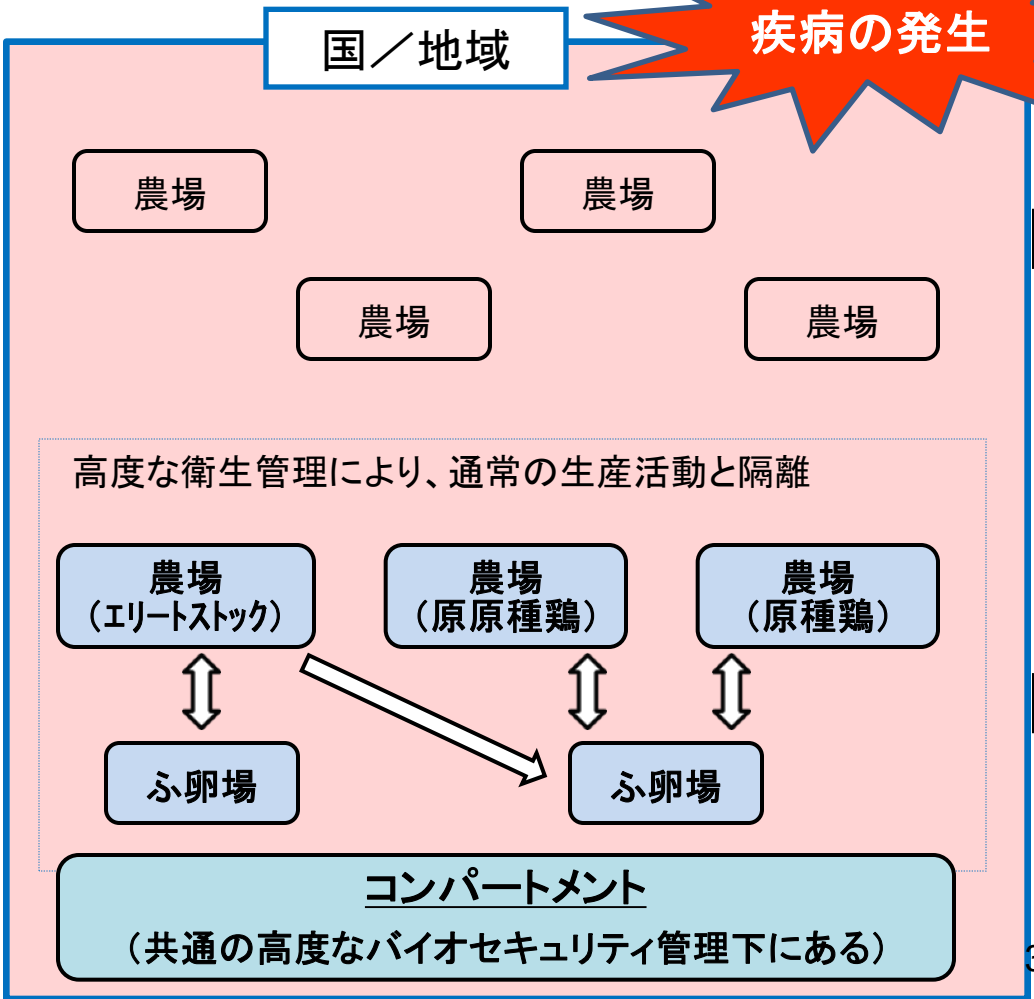 疾病の発生
国／地域
農場
農場
農場
農場
高度な衛生管理により、通常の生産活動と隔離
農場
（エリートストック）
農場
（原原種鶏）
農場
（原種鶏）
ふ卵場
ふ卵場
コンパートメント
（共通の高度なバイオセキュリティ管理下にある）